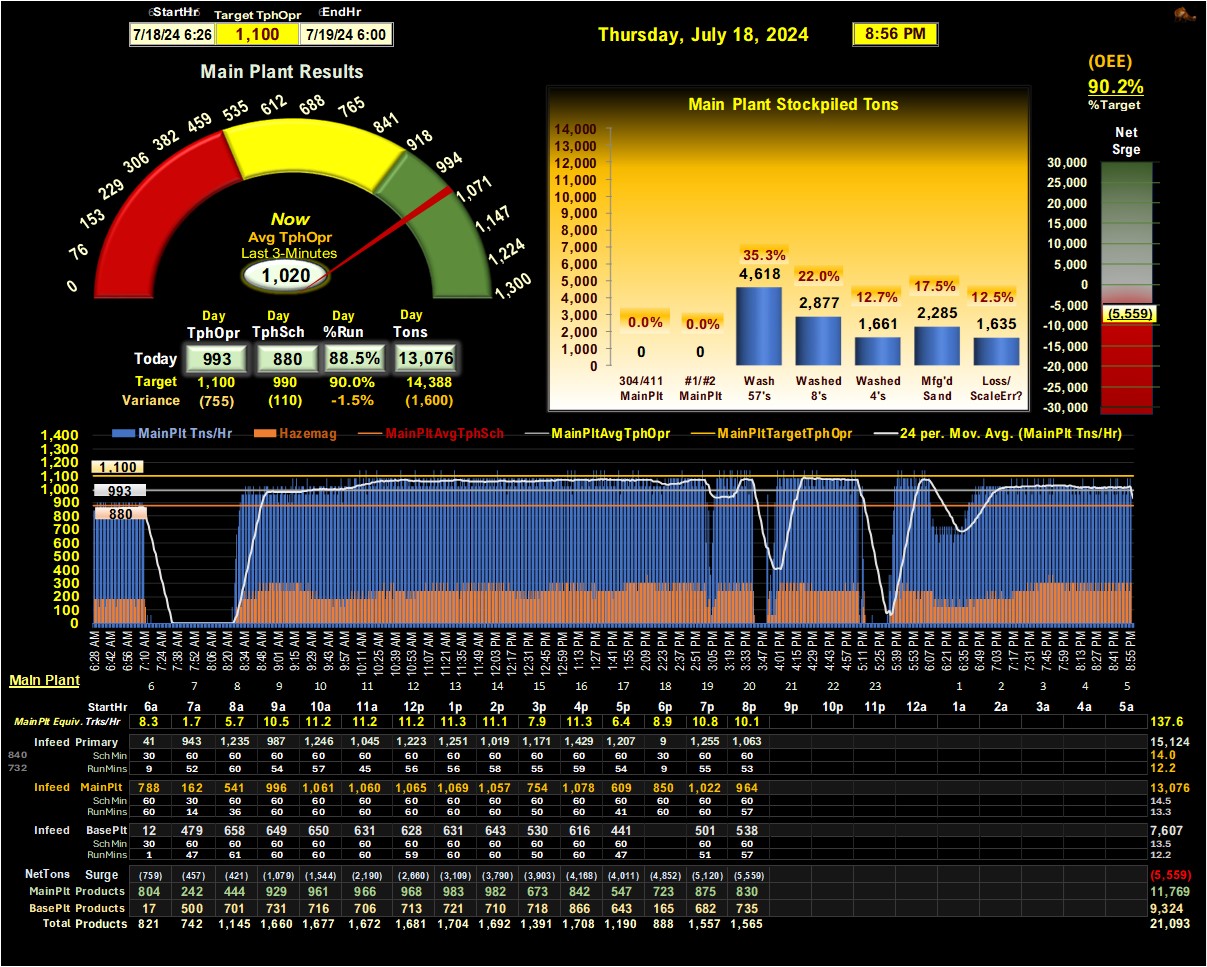 StartHr Target TphOpr EndHr
7/18/24 6:26 1,100 7/19/24 6:00
Thursday, July 18, 2024 8:56 PM
(OEE)
90.2%
%Target
Net
Srge
30,000
25,000
20,000
15,000
10,000
5,000
0
-5,000
(5,559)
-10,000
-15,000
-20,000
-25,000
-30,000
Main Plant Results
0 76 153 229 306 382 459 535 612 688 765 841 918 994 1,071 1,147 1,224 1,300
Now
Avg TphOpr
Last 3-Minutes
1,020
Day Day Day Day
TphOpr TphSch %Run Tons
Today 993 880 88.5% 13,076
Target 1,100 990 90.0% 14,388
Variance (755) (110) -1.5% (1,600)
Main Plant Stockpiled Tons
14,000
13,000
12,000
11,000
10,000
9,000
8,000
7,000
6,000
5,000
4,000
3,000
2,000
1,000
0
0.0% 0.0% 35.3% 22.0% 12.7% 17.5% 12.5%
0 0 4,618 2,877 1,661 2,285 1,635
304/411 #1/#2 Wash Washed Washed Mfg'd Loss/
MainPlt MainPlt 57's 8's 4's Sand ScaleErr?
MainPlt Tns/Hr Hazemag MainPltAvgTphSch MainPltAvgTphOpr MainPltTargetTphOpr 24 per. Mov. Avg. (MainPlt Tns/Hr)
1,400
1,300
1,200
1,100
1,000
900
800
700
600
500
400
300
200
100
0
1,100
993
880
6:28 AM 6:42 AM 6:56 AM 7:10 AM 7:24 AM 7:38 AM 7:52 AM 8:06 AM 8:20 AM 8:34 AM 8:48 AM 9:01 AM 9:15 AM 9:29 AM 9:43 AM 9:57 AM 10:11 AM 10:25 AM 10:39 AM 10:53 AM 11:07 AM 11:21 AM 11:35 AM 11:49 AM 12:03 PM 12:17 PM 12:31 PM 12:45 PM 12:59 PM 1:13 PM 1:27 PM 1:41 PM 1:55 PM 2:09 PM 2:23 PM 2:37 PM 2:51 PM 3:05 PM 3:19 PM 3:33 PM 3:47 PM 4:01 PM 4:15 PM 4:29 PM 4:43 PM 4:57 PM 5:11 PM 5:25 PM 5:39 PM 5:53 PM 6:07 PM 6:21 PM 6:35 PM 6:49 PM 7:03 PM 7:17 PM 7:31 PM 7:45 PM 7:59 PM 8:13 PM 8:27 PM 8:41 PM 8:55 PM
Main Plant
6 7 8 9 10 11 12 13 14 15 16 17 18 19 20 21 22 23 1 2 3 4 5
StartHr 6a 7a 8a 9a 10a 11a 12p 1p 2p 3p 4p 5p 6p 7p 8p 9p 10p 11p 12a 1a 2a 3a 4a 5a
MainPlt Equiv. Trks/Hr 8.3 1.7 5.7 10.5 11.2 11.2 11.2 11.3 11.1 7.9 11.3 6.4 8.9 10.8 10.1 137.6
Infeed Primary 41 943 1,235 987 1,246 1,045 1,223 1,251 1,019 1,171 1,429 1,207 9 1,255 1,063 15,124
840 Sch Min 30 60 60 60 60 60 60 60 60 60 60 60 30 60 60 14.0
732 RunMins 9 52 60 54 57 45 56 56 58 55 59 54 9 55 53 12.2
Infeed MainPlt 788 162 541 996 1,061 1,060 1,065 1,069 1,057 754 1,078 609 850 1,022 964 13,076
Sch Min 60 30 60 60 60 60 60 60 60 60 60 60 60 60 60 14.5
RunMins 60 14 36 60 60 60 60 60 60 50 60 41 60 60 57 13.3
Infeed BasePlt 12 479 658 649 650 631 628 631 643 530 616 441 501 538 7,607
Sch Min 30 60 60 60 60 60 60 60 60 60 60 60 60 60 13.5
RunMins 1 47 61 60 60 60 59 60 60 50 60 47 51 57 12.2
NetTons Surge (759) (457) (421) (1,079) (1,544) (2,190) (2,660) (3,109) (3,790) (3,903) (4,168) (4,011) (4,852) (5,120) (5,559) (5,559)
MainPlt Products 804 242 444 929 961 966 968 983 982 673 842 547 723 875 830 11,769
BasePlt Products 17 500 701 731 716 706 713 721 710 718 866 643 165 682 735 9,324
Total Products 821 742 1,145 1,660 1,677 1,672 1,681 1,704 1,692 1,391 1,708 1,190 888 1,557 1,565 21,093